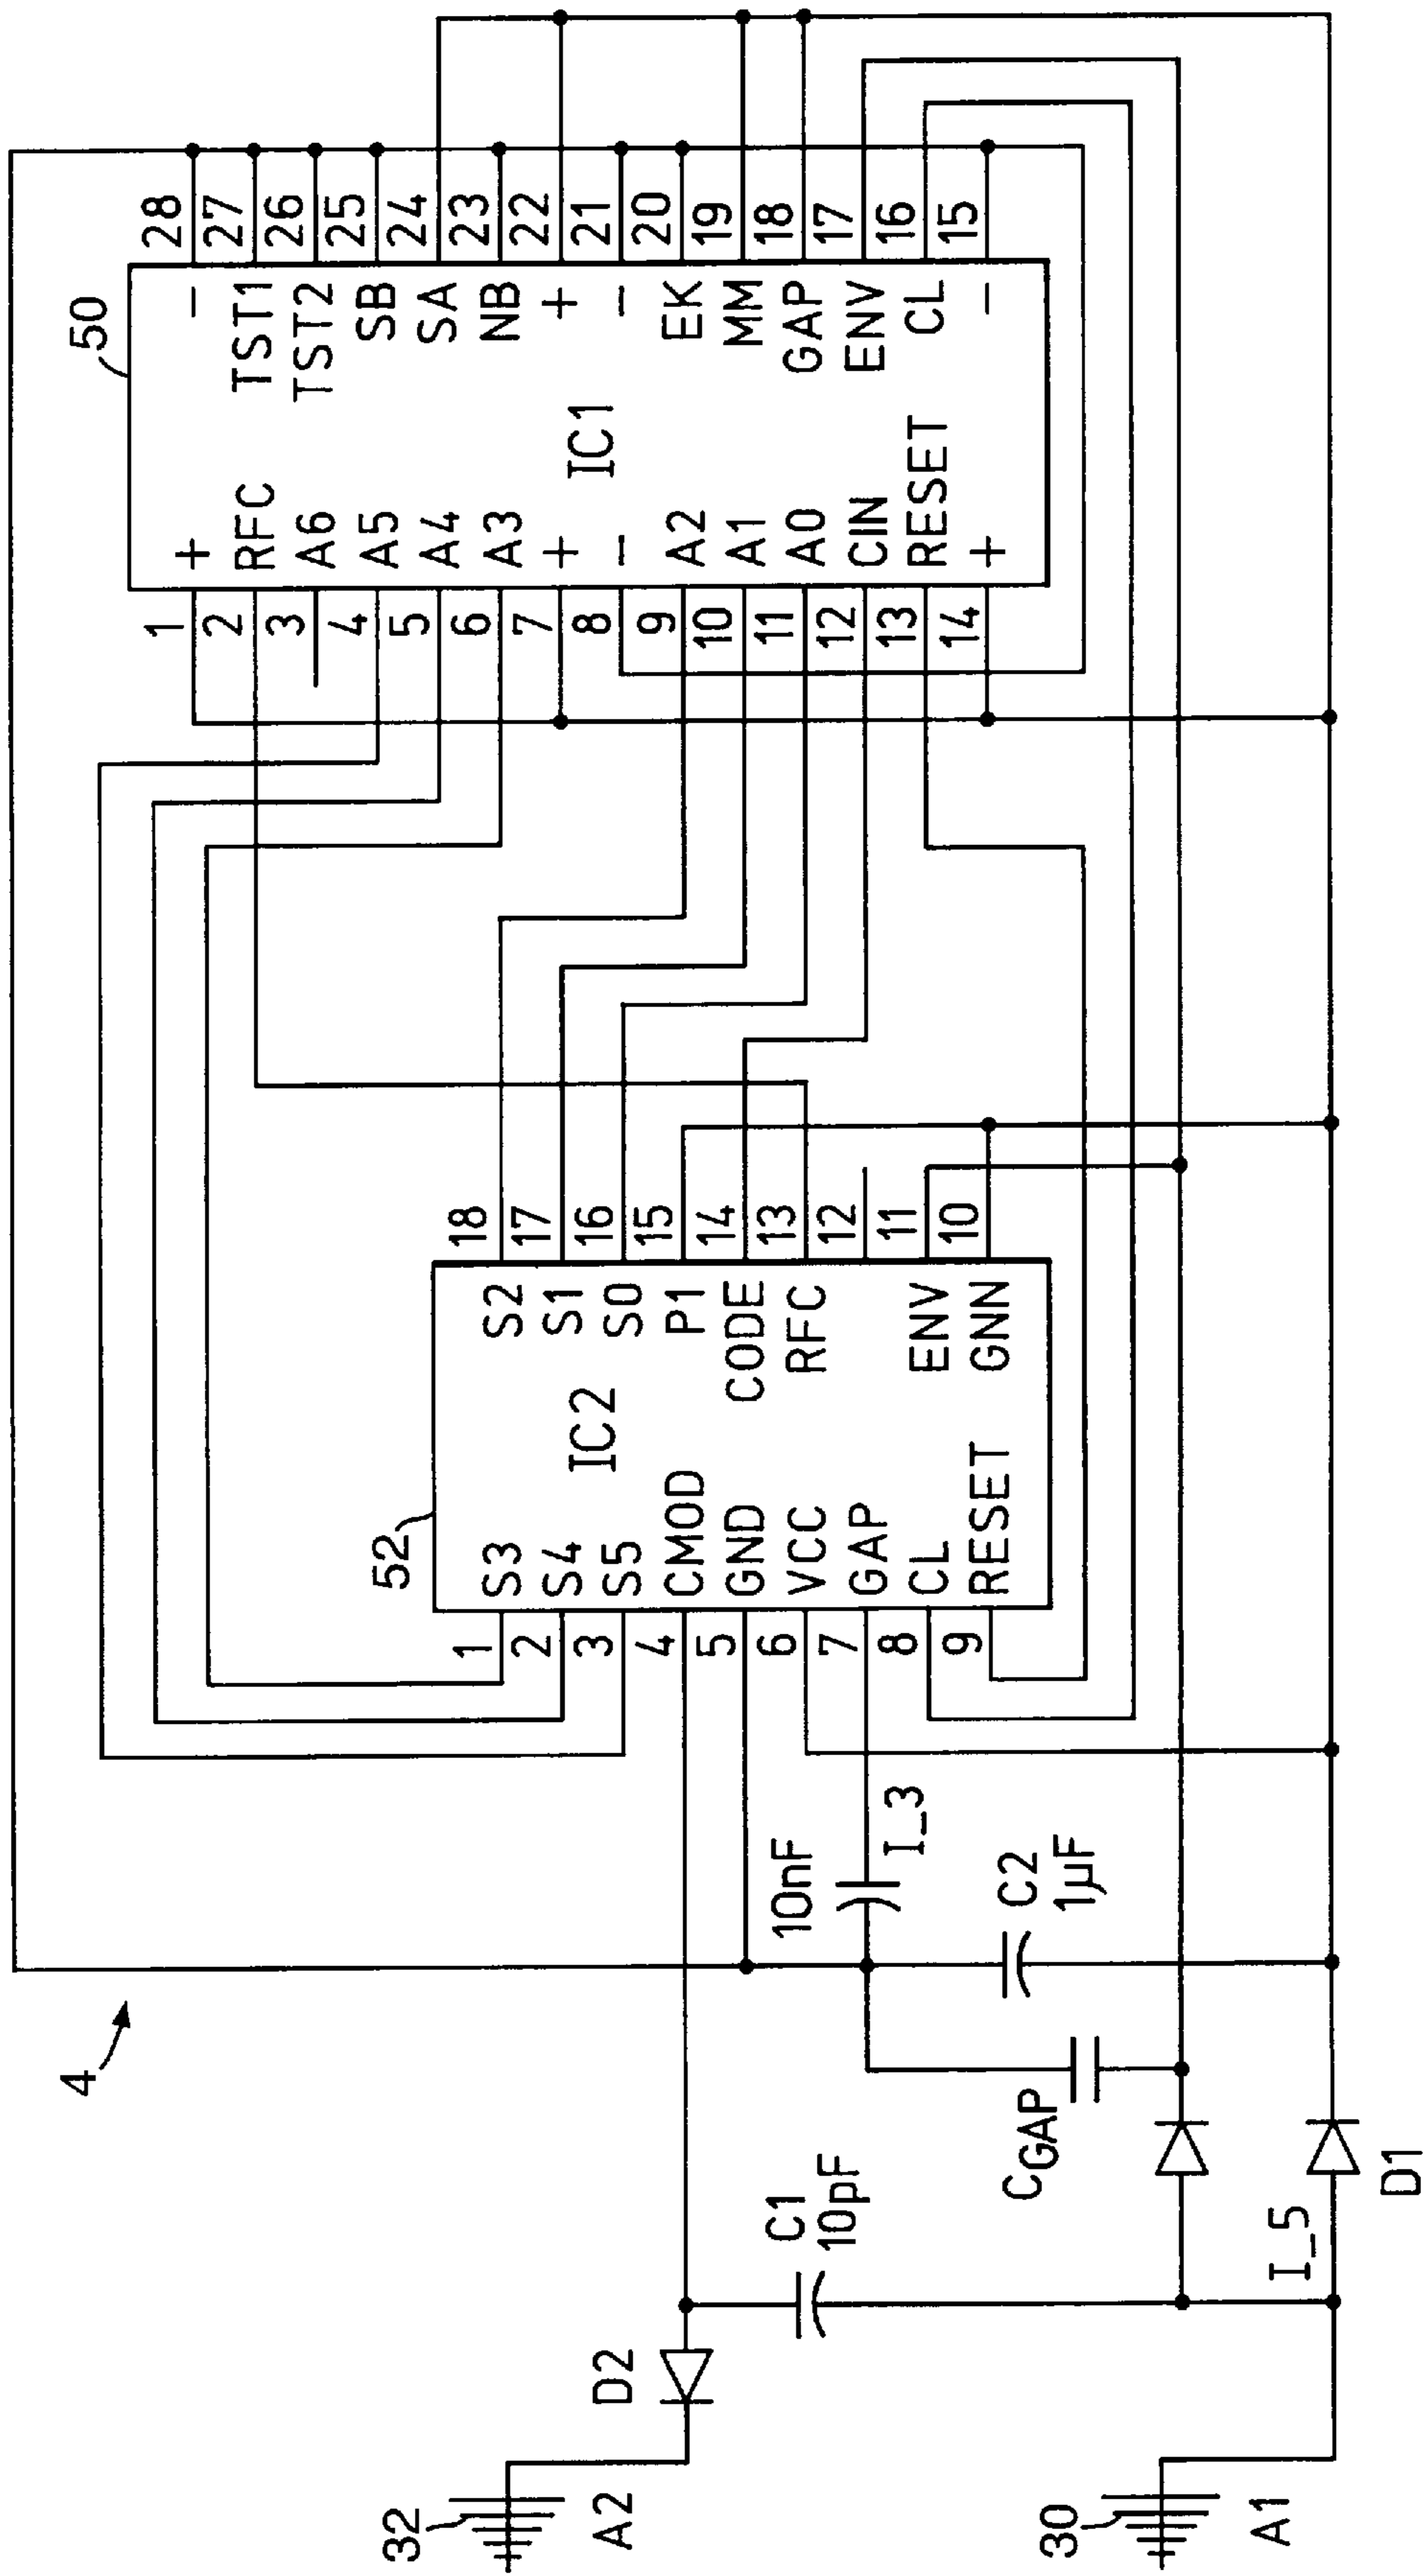 4
50
28
27
26
25
24
23
22
21
20
19
18
17
16
15
−
TST1
TST2
SB
SA
NB
+
−
EK
MM
GAP
ENV
CL
−
IC1
+
RFC
A6
A5
A4
A3
+
−
A2
A1
A0
CIN
RESET
+
1
2
3
4
5
6
7
8
9
10
11
12
13
14
18
17
16
15
14
13
12
11
10
S2
S1
S0
P1
CODE
RFC
ENV
GNN
52
IC2
S3
S4
S5
CMOD
GND
VCC
GAP
CL
RESET
1
2
3
4
5
6
7
8
9
10nF
I_3
C2
1µF
CGAP
C1
10pF
I_5
D1
D2
32
A2
30
A1